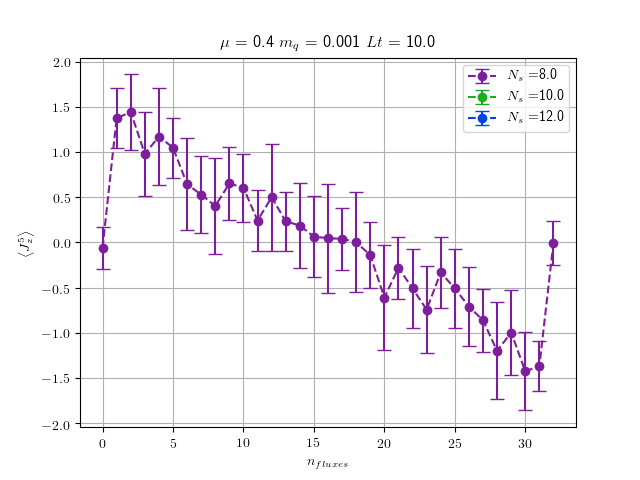 μ = 0.4 m_q = 0.001 Lt = 10.0
N_s =8.0
N_s =10.0
N_s =12.0
2.0
1.5
1.0
0.5
0.0
−0.5
−1.0
−1.5
−2.0
⟨J_z^5⟩
0 5 10 15 20 25 30
n_{fluxes}